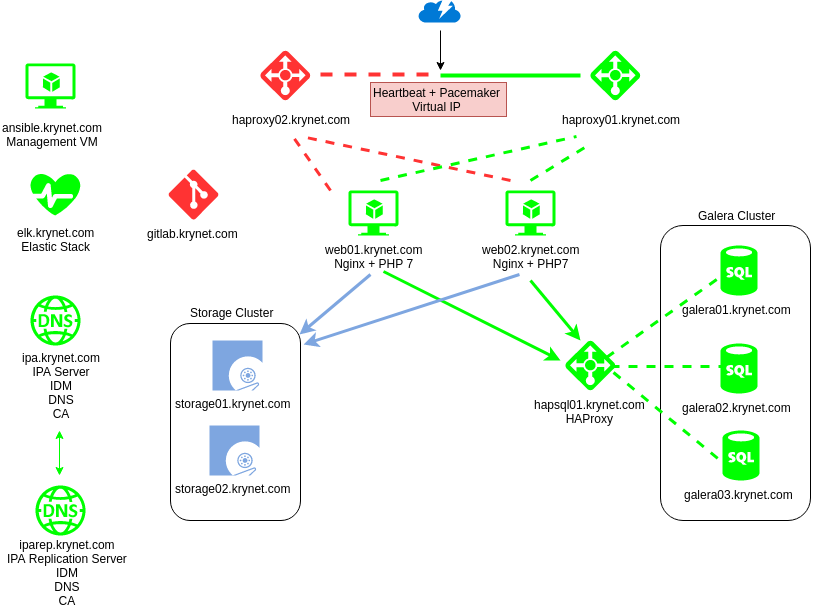 Heartbeat + Pacemaker
Virtual IP
haproxy02.krynet.com
haproxy01.krynet.com
ansible.krynet.com
Management VM
elk.krynet.com
Elastic Stack
gitlab.krynet.com
web01.krynet.com
Nginx + PHP 7
web02.krynet.com
Nginx + PHP7
Galera Cluster
SQL
galera01.krynet.com
SQL
galera02.krynet.com
SQL
galera03.krynet.com
Storage Cluster
storage01.krynet.com
storage02.krynet.com
hapsql01.krynet.com
HAProxy
DNS
ipa.krynet.com
IPA Server
IDM
DNS
CA
DNS
iparep.krynet.com
IPA Replication Server
IDM
DNS
CA